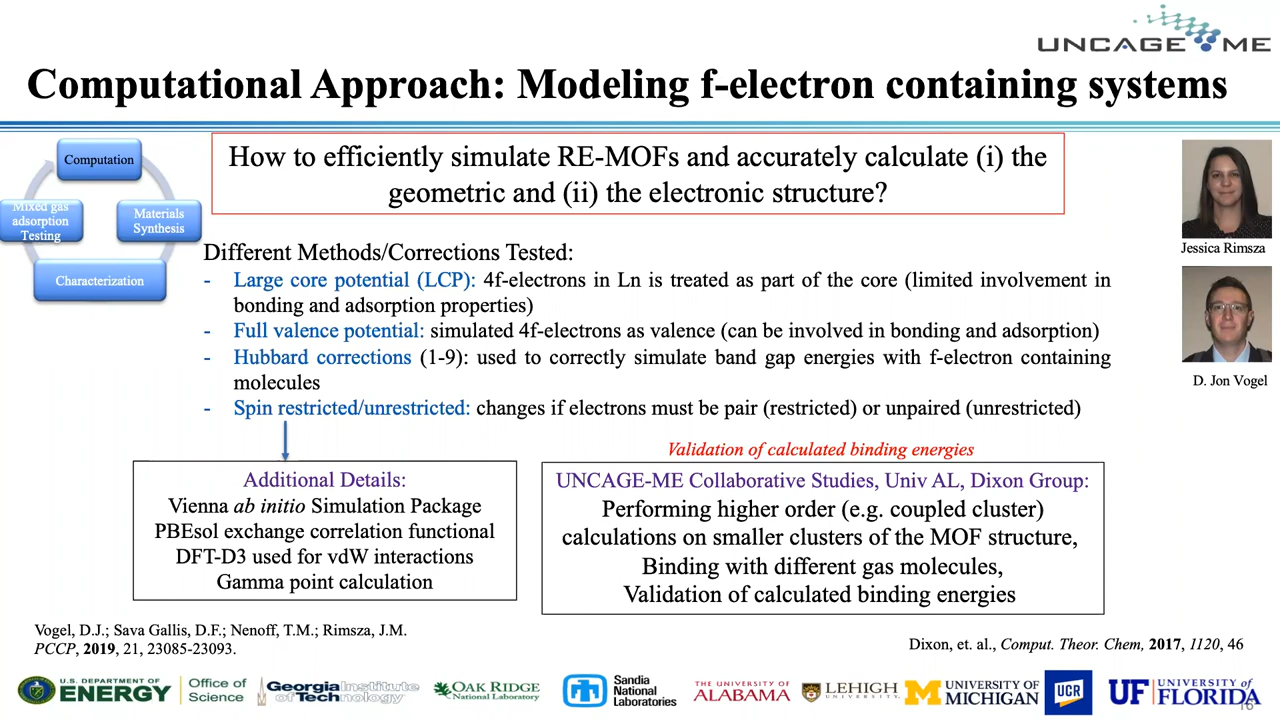 UNCAGE ME
Computational Approach: Modeling f-electron containing systems
Computation
Mixed gas
adsorption
Testing
Materials
Synthesis
Characterization
How to efficiently simulate RE-MOFs and accurately calculate (i) the
geometric and (ii) the electronic structure?
Jessica Rimsza
D. Jon Vogel
Different Methods/Corrections Tested:
- Large core potential (LCP): 4f-electrons in Ln is treated as part of the core (limited involvement in
bonding and adsorption properties)
- Full valence potential: simulated 4f-electrons as valence (can be involved in bonding and adsorption)
- Hubbard corrections (1-9): used to correctly simulate band gap energies with f-electron containing
molecules
- Spin restricted/unrestricted: changes if electrons must be pair (restricted) or unpaired (unrestricted)
Additional Details:
Vienna ab initio Simulation Package
PBEsol exchange correlation functional
DFT-D3 used for vdW interactions
Gamma point calculation
Validation of calculated binding energies
UNCAGE-ME Collaborative Studies, Univ AL, Dixon Group:
Performing higher order (e.g. coupled cluster)
calculations on smaller clusters of the MOF structure,
Binding with different gas molecules,
Validation of calculated binding energies
Vogel, D.J.; Sava Gallis, D.F.; Nenoff, T.M.; Rimsza, J.M.
PCCP, 2019, 21, 23085-23093.
Dixon, et. al., Comput. Theor. Chem, 2017, 1120, 46
U.S. DEPARTMENT OF
ENERGY
Office of
Science
Georgia Institute
of Technology
OAK RIDGE
National Laboratory
Sandia
National
Laboratories
THE UNIVERSITY OF
ALABAMA
LEHIGH
UNIVERSITY
M UNIVERSITY OF
MICHIGAN
UCR
UF UNIVERSITY of
FLORIDA
16